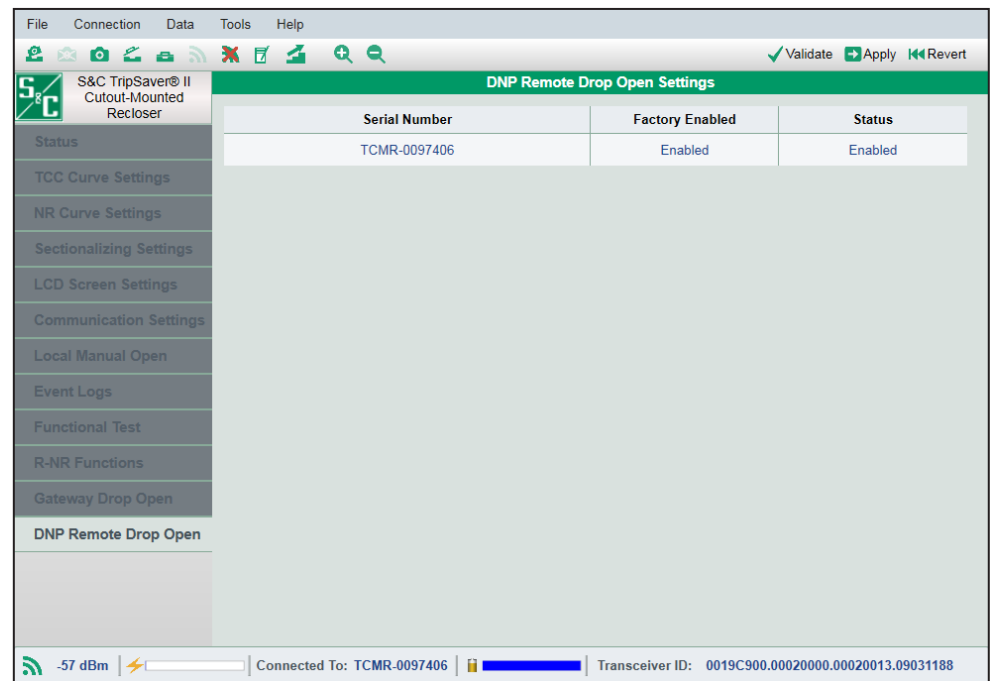 File Connection Data Tools Help
Validate Apply Revert
S&C
S&C TripSaver® II
Cutout-Mounted
Recloser
DNP Remote Drop Open Settings
Serial Number Factory Enabled Status
TCMR-0097406 Enabled Enabled
Status
TCC Curve Settings
NR Curve Settings
Sectionalizing Settings
LCD Screen Settings
Communication Settings
Local Manual Open
Event Logs
Functional Test
R-NR Functions
Gateway Drop Open
DNP Remote Drop Open
-57 dBm Connected To: TCMR-0097406 Transceiver ID: 0019C900.00020000.00020013.09031188